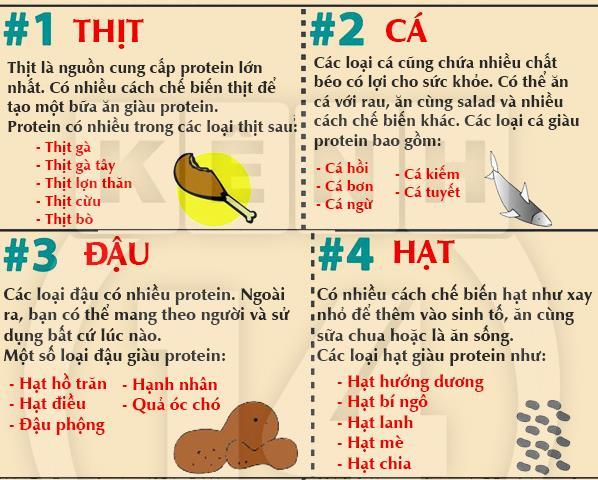 #1 THỊT
Thịt là nguồn cung cấp protein lớn
nhất. Có nhiều cách chế biến thịt để
tạo một bữa ăn giàu protein.
Protein có nhiều trong các loại thịt sau:
- Thịt gà
- Thịt gà tây
- Thịt lợn thăn
- Thịt cừu
- Thịt bò
#2 CÁ
Các loại cá cũng chứa nhiều chất
béo có lợi cho sức khỏe. Có thể ăn
cá với rau, ăn cùng salad và nhiều
cách chế biến khác. Các loại cá giàu
protein bao gồm:
- Cá hồi
- Cá bơn
- Cá ngừ
- Cá kiếm
- Cá tuyết
#3 ĐẬU
Các loại đậu có nhiều protein. Ngoài
ra, bạn có thể mang theo người và sử
dụng bất cứ lúc nào.
Một số loại đậu giàu protein:
- Hạt hồ trăn
- Hạt điều
- Đậu phộng
- Hạnh nhân
- Quả óc chó
#4 HẠT
Có nhiều cách chế biến hạt như xay
nhỏ để thêm vào sinh tố, ăn cùng
sữa chua hoặc là ăn sống.
Các loại hạt giàu protein như:
- Hạt hướng dương
- Hạt bí ngô
- Hạt lanh
- Hạt mè
- Hạt chia
KÊNH
14